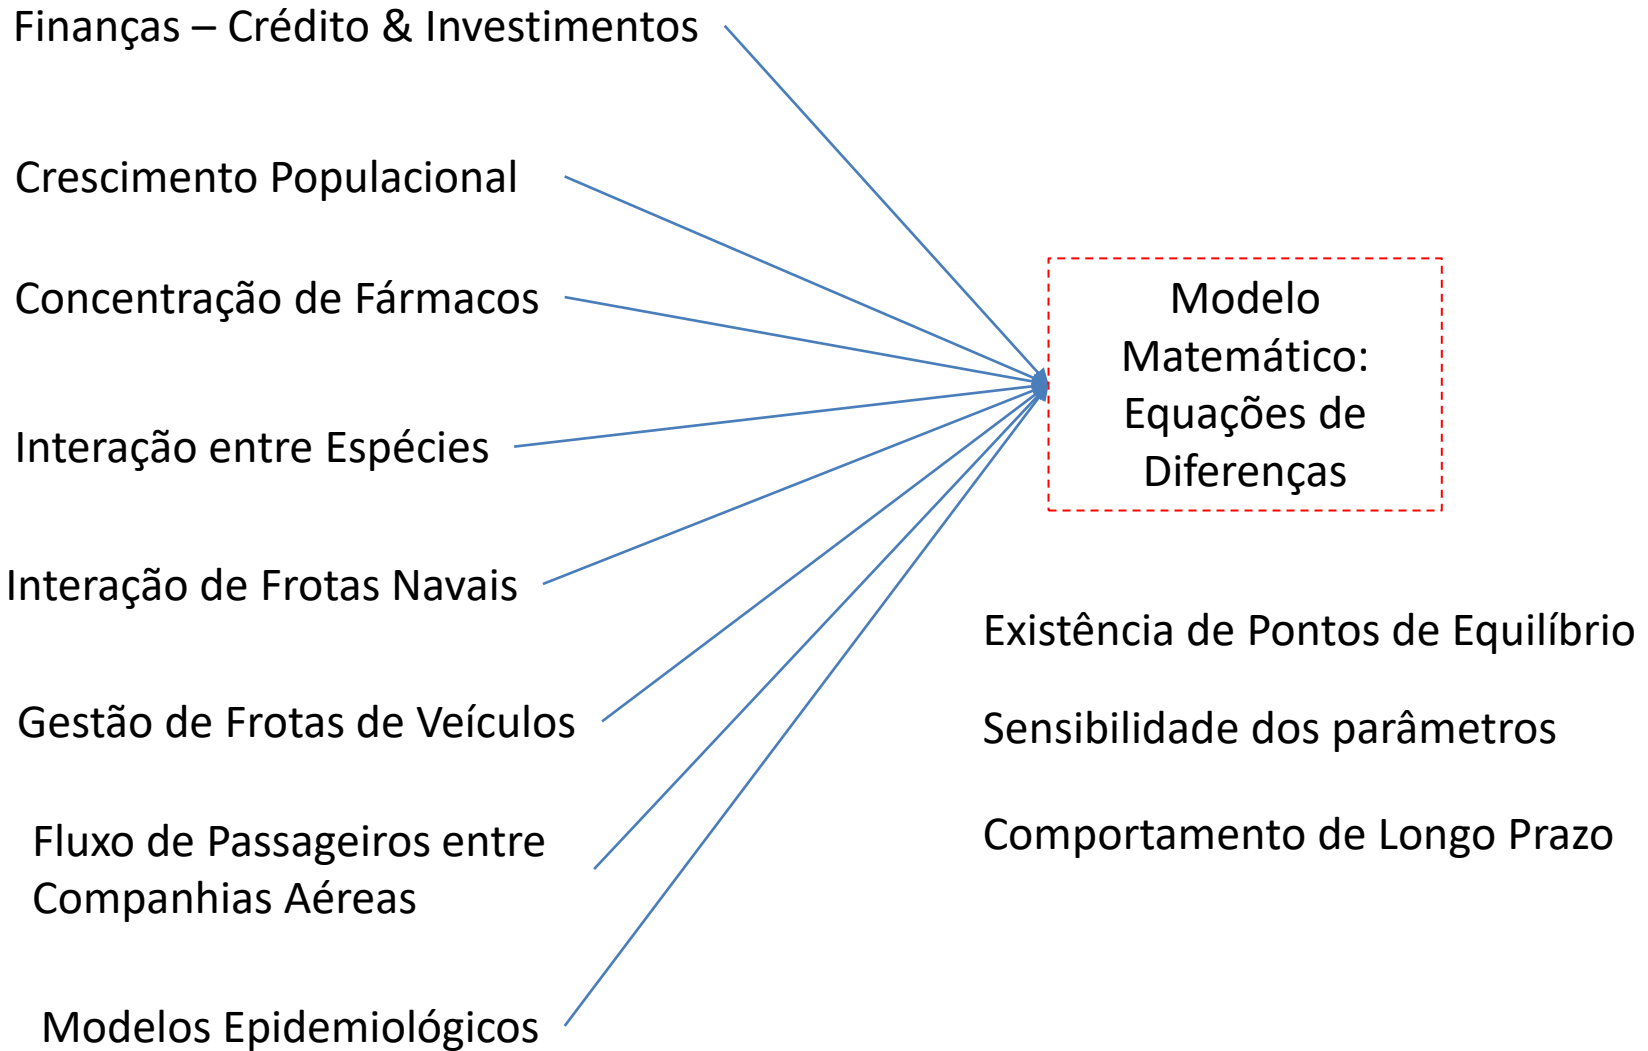 Finanças – Crédito & Investimentos
Crescimento Populacional
Concentração de Fármacos
Interação entre Espécies
Interação de Frotas Navais
Gestão de Frotas de Veículos
Fluxo de Passageiros entre
Companhias Aéreas
Modelos Epidemiológicos
Modelo
Matemático:
Equações de
Diferenças
Existência de Pontos de Equilíbrio
Sensibilidade dos parâmetros
Comportamento de Longo Prazo